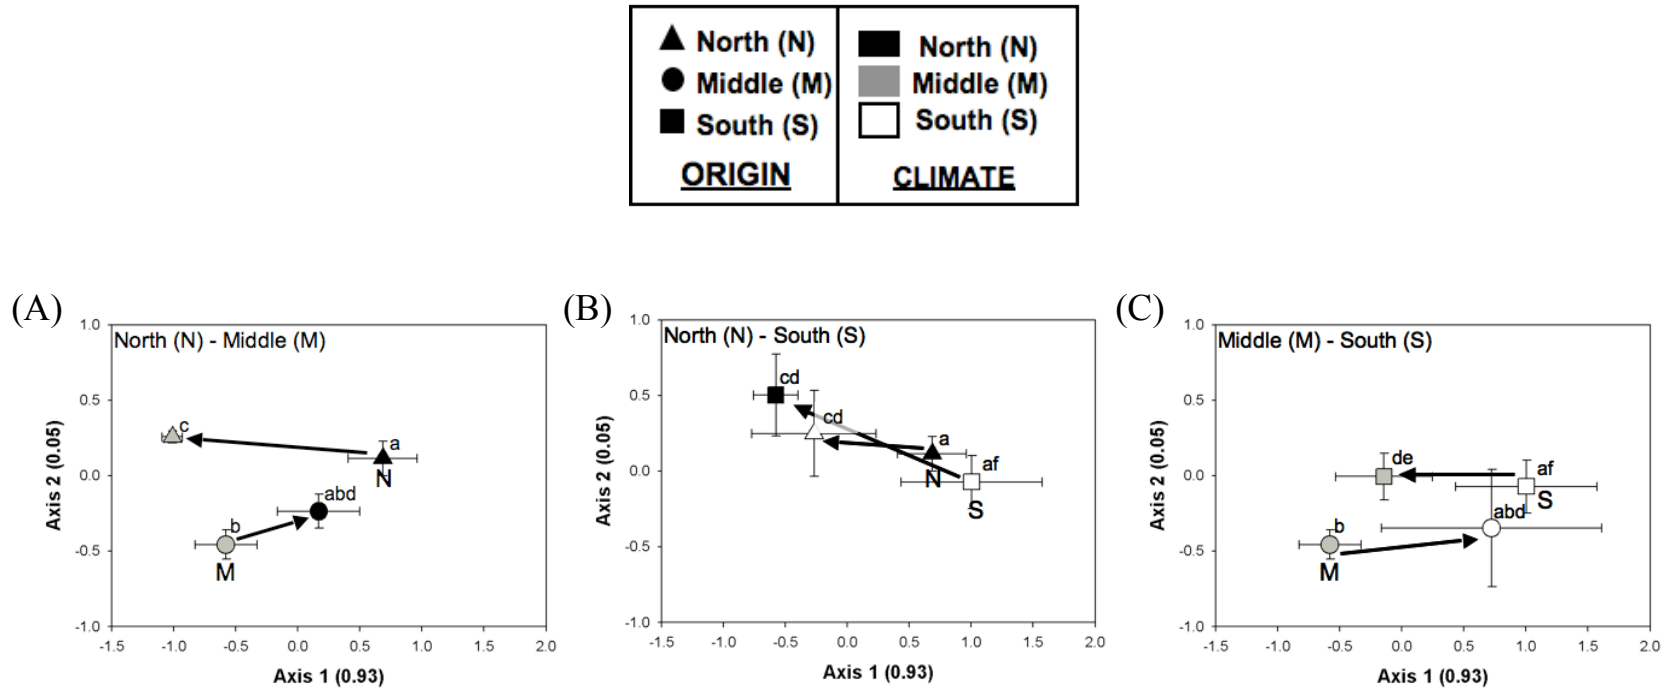 North (N)
Middle (M)
South (S)
ORIGIN
North (N)
Middle (M)
South (S)
CLIMATE
(A)
North (N) - Middle (M)
1.0
0.5
0.0
-0.5
-1.0
Axis 2 (0.05)
c
a
N
abd
b
M
-1.5 -1.0 -0.5 0.0 0.5 1.0 1.5 2.0
Axis 1 (0.93)
(B)
North (N) - South (S)
1.0
0.5
0.0
-0.5
-1.0
Axis 2 (0.05)
cd
cd
a
N
af
S
-1.5 -1.0 -0.5 0.0 0.5 1.0 1.5 2.0
Axis 1 (0.93)
(C)
Middle (M) - South (S)
1.0
0.5
0.0
-0.5
-1.0
Axis 2 (0.05)
de
af
S
abd
b
M
-1.5 -1.0 -0.5 0.0 0.5 1.0 1.5 2.0
Axis 1 (0.93)